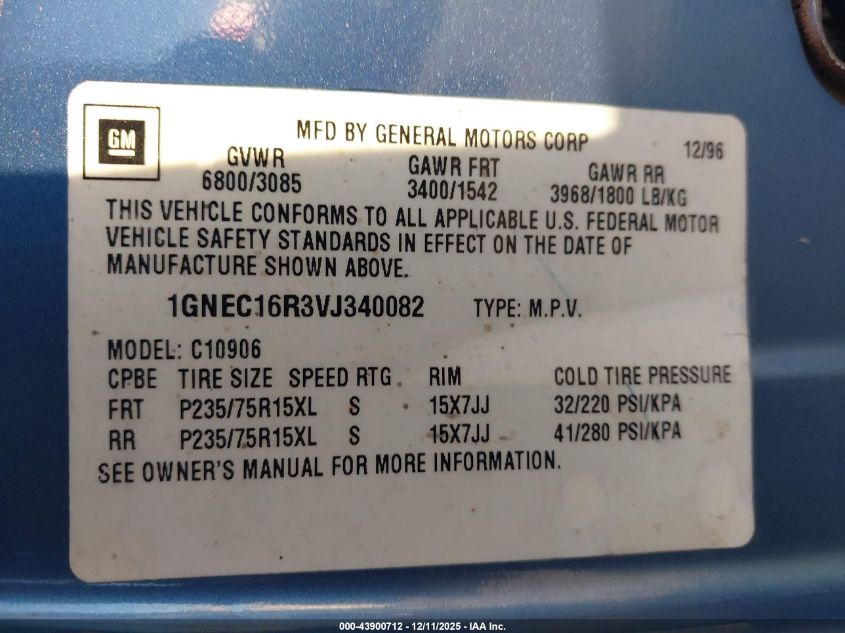 GM
MFD BY GENERAL MOTORS CORP 12/96
GVWR GAWR FRT GAWR RR
6800/3085 3400/1542 3968/1800 LB/KG
THIS VEHICLE CONFORMS TO ALL APPLICABLE U.S. FEDERAL MOTOR
VEHICLE SAFETY STANDARDS IN EFFECT ON THE DATE OF
MANUFACTURE SHOWN ABOVE.
1GNEC16R3VJ340082 TYPE: M.P.V.
MODEL: C10906
CPBE TIRE SIZE SPEED RTG. RIM COLD TIRE PRESSURE
FRT P235/75R15XL S 15X7JJ 32/220 PSI/KPA
RR P235/75R15XL S 15X7JJ 41/280 PSI/KPA
SEE OWNER'S MANUAL FOR MORE INFORMATION.
000-43900712 - 12/11/2025 - IAA Inc.